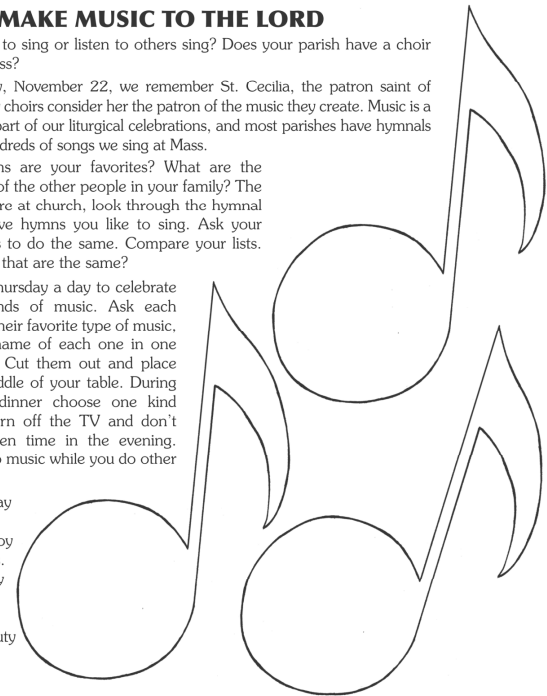 MAKE MUSIC TO THE LORD
to sing or listen to others sing? Does your parish have a choir
ss?
, November 22, we remember St. Cecilia, the patron saint of
choirs consider her the patron of the music they create. Music is a
part of our liturgical celebrations, and most parishes have hymnals
dreds of songs we sing at Mass.
ns are your favorites? What are the
of the other people in your family? The
re at church, look through the hymnal
ve hymns you like to sing. Ask your
s to do the same. Compare your lists.
that are the same?
hursday a day to celebrate
nds of music. Ask each
heir favorite type of music,
name of each one in one
Cut them out and place
ddle of your table. During
dinner choose one kind
rn off the TV and don't
en time in the evening.
o music while you do other
ay
oy
.
y
uty